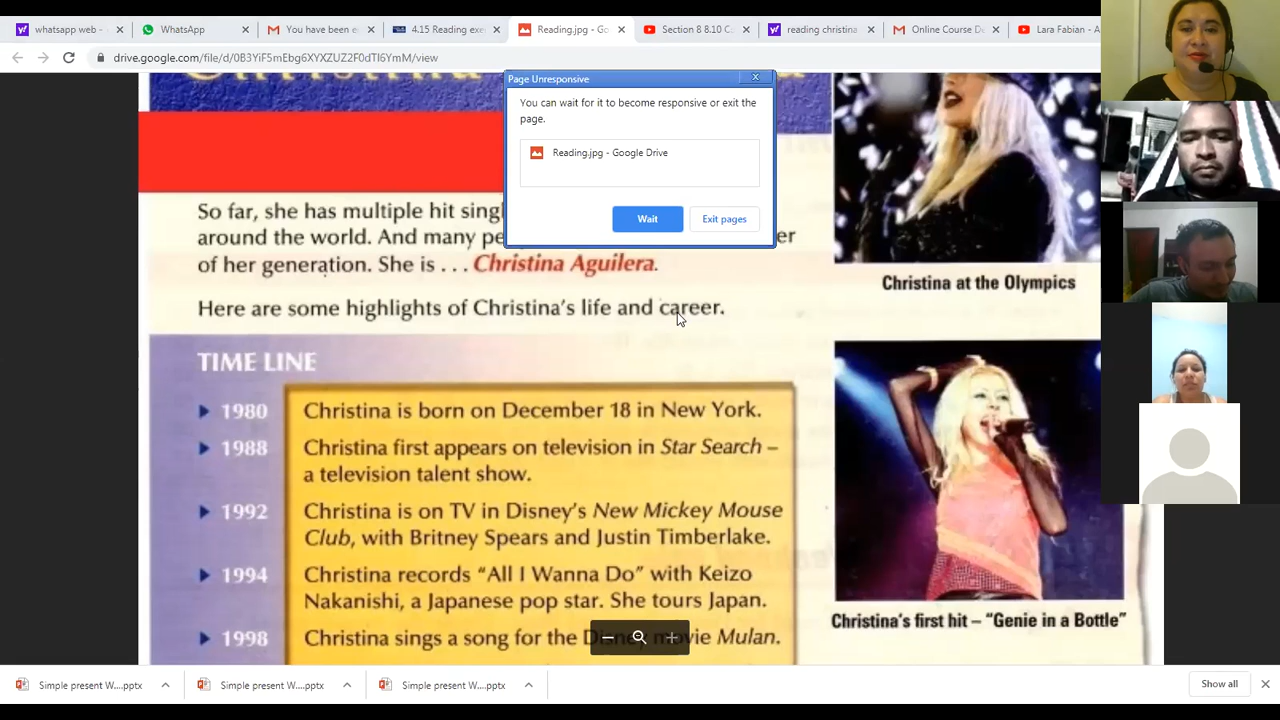 whatsapp web -
WhatsApp
You have been e
4.15 Reading exe
Reading.jpg - Go
Section 8 8.10 C
reading christina
Online Course D
Lara Fabian - A
drive.google.com/file/d/0B3YiF5mEbg6XYXZUZ2F0dTl6YmM/view
Page Unresponsive
You can wait for it to become responsive or exit the
page.
Reading.jpg - Google Drive
Wait
Exit pages
So far, she has multiple hit sing
around the world. And many pe
er
of her generation. She is . . . Christina Aguilera.
Here are some highlights of Christina's life and career.
Christina at the Olympics
TIME LINE
1980 Christina is born on December 18 in New York.
1988 Christina first appears on television in Star Search –
a television talent show.
1992 Christina is on TV in Disney's New Mickey Mouse
Club, with Britney Spears and Justin Timberlake.
1994 Christina records "All I Wanna Do" with Keizo
Nakanishi, a Japanese pop star. She tours Japan.
1998 Christina sings a song for the Disney movie Mulan.
Christina's first hit – "Genie in a Bottle"
Simple present W....pptx
Simple present W....pptx
Simple present W....pptx
Show all